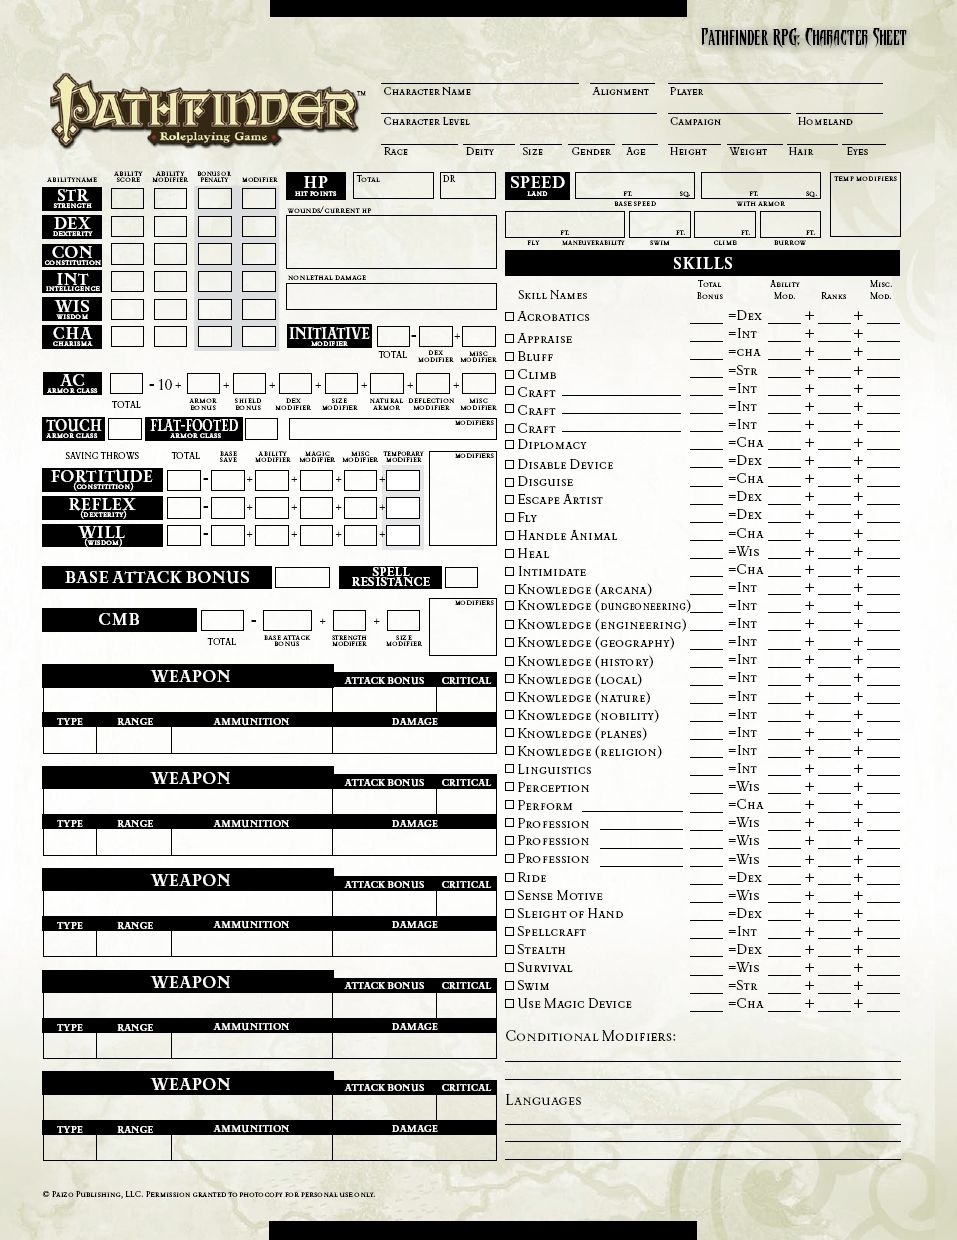 Pathfinder RPG: Character Sheet
Pathfinder™
Roleplaying Game
Character Name Alignment Player
Character Level Campaign Homeland
Race Deity Size Gender Age Height Weight Hair Eyes
ABILITY NAME ABILITY SCORE ABILITY MODIFIER BONUS OR PENALTY MODIFIER
STR STRENGTH
DEX DEXTERITY
CON CONSTITUTION
INT INTELLIGENCE
WIS WISDOM
CHA CHARISMA
HP HIT POINTS Total DR
WOUNDS/CURRENT HP
NONLETHAL DAMAGE
INITIATIVE MODIFIER - +
TOTAL DEX MODIFIER MISC MODIFIER
AC ARMOR CLASS - 10 + + + + + + +
TOTAL ARMOR BONUS SHIELD BONUS DEX MODIFIER SIZE MODIFIER NATURAL ARMOR DEFLECTION MODIFIER MISC MODIFIER
TOUCH ARMOR CLASS FLAT-FOOTED ARMOR CLASS MODIFIERS
SAVING THROWS TOTAL BASE SAVE ABILITY MODIFIER MAGIC MODIFIER MISC MODIFIER TEMPORARY MODIFIER MODIFIERS
FORTITUDE (CONSTITITION) - + + + +
REFLEX (DEXTERITY) - + + + +
WILL (WISDOM) - + + + +
BASE ATTACK BONUS SPELL RESISTANCE
CMB - + + MODIFIERS
TOTAL BASE ATTACK BONUS STRENGTH MODIFIER SIZE MODIFIER
WEAPON ATTACK BONUS CRITICAL
TYPE RANGE AMMUNITION DAMAGE
WEAPON ATTACK BONUS CRITICAL
TYPE RANGE AMMUNITION DAMAGE
WEAPON ATTACK BONUS CRITICAL
TYPE RANGE AMMUNITION DAMAGE
WEAPON ATTACK BONUS CRITICAL
TYPE RANGE AMMUNITION DAMAGE
WEAPON ATTACK BONUS CRITICAL
TYPE RANGE AMMUNITION DAMAGE
SPEED LAND FT. SQ. FT. SQ. TEMP MODIFIERS
BASE SPEED WITH ARMOR
FT. FT. FT. FT.
FLY MANEUVERABILITY SWIM CLIMB BURROW
SKILLS
Skill Names Total Bonus Ability Mod. Ranks Misc. Mod.
Acrobatics =Dex + +
Appraise =Int + +
Bluff =cha + +
Climb =Str + +
Craft =Int + +
Craft =Int + +
Craft =Int + +
Diplomacy =Cha + +
Disable Device =Dex + +
Disguise =Cha + +
Escape Artist =Dex + +
Fly =Dex + +
Handle Animal =Cha + +
Heal =Wis + +
Intimidate =Cha + +
Knowledge (arcana) =Int + +
Knowledge (dungeoneering) =Int + +
Knowledge (engineering) =Int + +
Knowledge (geography) =Int + +
Knowledge (history) =Int + +
Knowledge (local) =Int + +
Knowledge (nature) =Int + +
Knowledge (nobility) =Int + +
Knowledge (planes) =Int + +
Knowledge (religion) =Int + +
Linguistics =Int + +
Perception =Wis + +
Perform =Cha + +
Profession =Wis + +
Profession =Wis + +
Profession =Wis + +
Ride =Dex + +
Sense Motive =Wis + +
Sleight of Hand =Dex + +
Spellcraft =Int + +
Stealth =Dex + +
Survival =Wis + +
Swim =Str + +
Use Magic Device =Cha + +
Conditional Modifiers:
Languages
© Paizo Publishing, LLC. Permission granted to photocopy for personal use only.